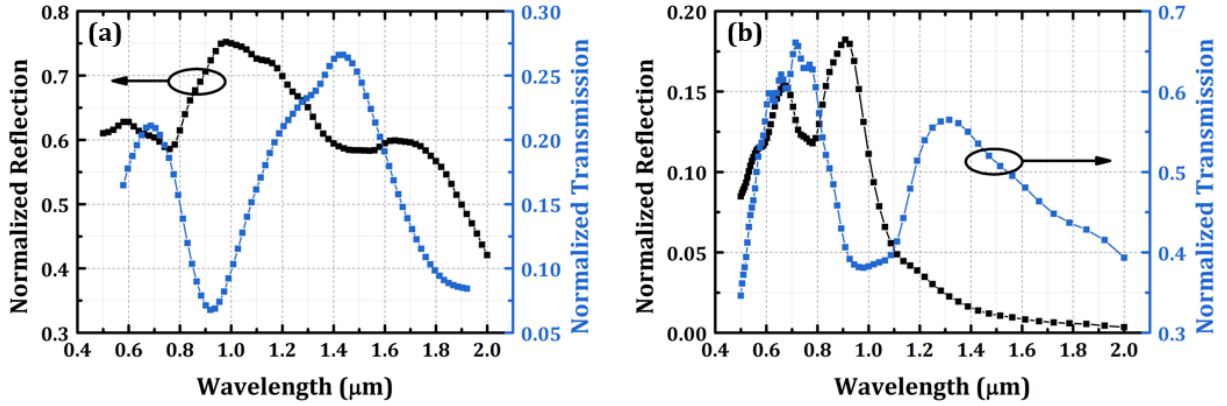 (a)
Normalized Reflection
0.8
0.7
0.6
0.5
0.4
0.3
0.4 0.6 0.8 1.0 1.2 1.4 1.6 1.8 2.0
Wavelength (μm)
0.30
0.25
0.20
0.15
0.10
0.05
Normalized Transmission
(b)
Normalized Reflection
0.20
0.15
0.10
0.05
0.00
0.4 0.6 0.8 1.0 1.2 1.4 1.6 1.8 2.0
Wavelength (μm)
0.7
0.6
0.5
0.4
0.3
Normalized Transmission